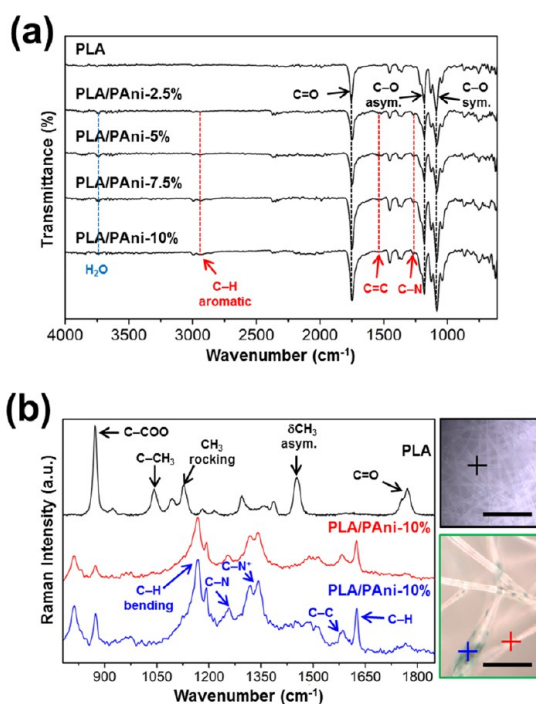 (a)
PLA
PLA/PAni-2.5%
C=O
C–O
asym.
C–O
sym.
PLA/PAni-5%
PLA/PAni-7.5%
PLA/PAni-10%
H₂O
C–H
aromatic
C=C
C–N
Transmittance (%)
4000 3500 3000 2500 2000 1500 1000
Wavenumber (cm⁻¹)
(b)
C–COO
C–CH₃
CH₃
rocking
δCH₃
asym.
PLA
C=O
PLA/PAni-10%
C–N⁺
PLA/PAni-10%
C–H
bending
C–N
C–C
C–H
Raman Intensity (a.u.)
900 1050 1200 1350 1500 1650 1800
Wavenumber (cm⁻¹)